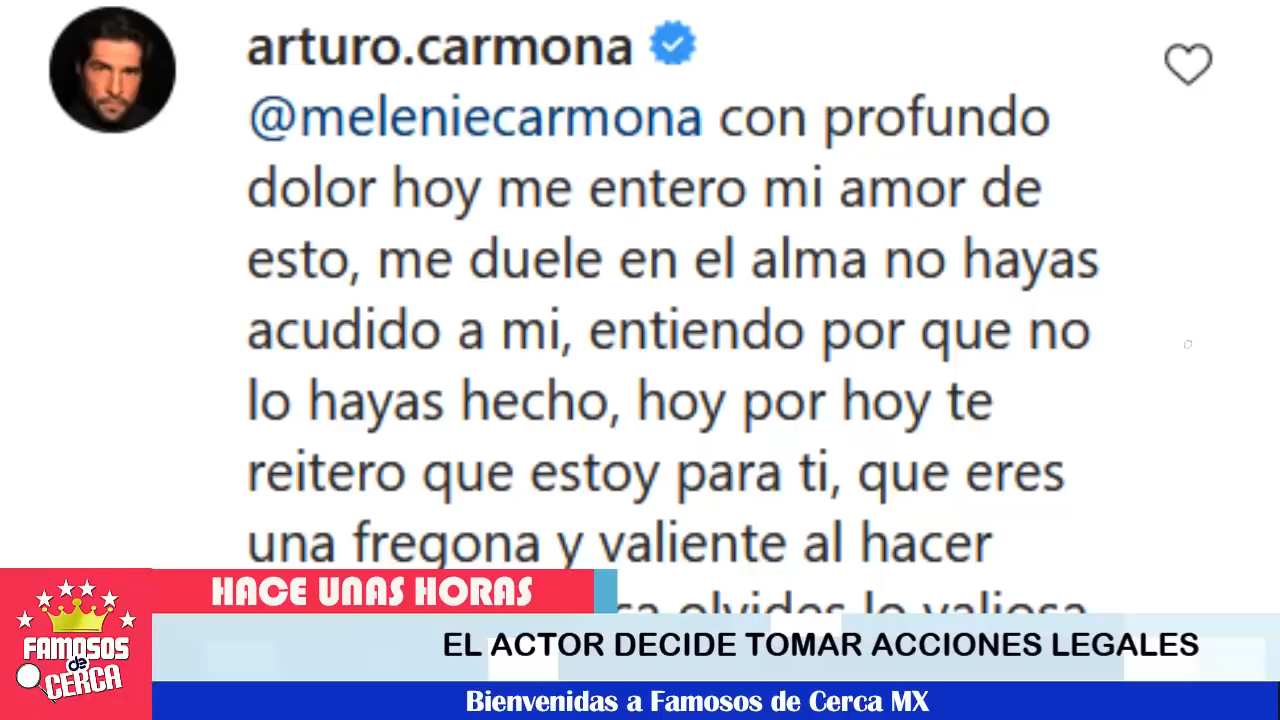 arturo.carmona
@meleniecarmona con profundo
dolor hoy me entero mi amor de
esto, me duele en el alma no hayas
acudido a mi, entiendo por que no
lo hayas hecho, hoy por hoy te
reitero que estoy para ti, que eres
una fregona y valiente al hacer
olvides lo valiosa
HACE UNAS HORAS
EL ACTOR DECIDE TOMAR ACCIONES LEGALES
FAMOSOS
de
CERCA
Bienvenidas a Famosos de Cerca MX